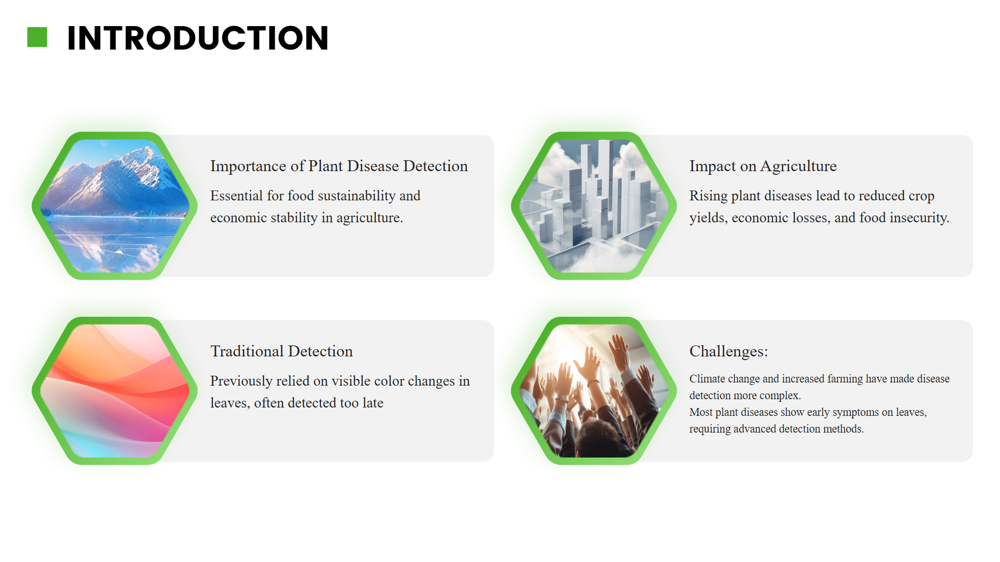 INTRODUCTION
Importance of Plant Disease Detection
Essential for food sustainability and
economic stability in agriculture.
Impact on Agriculture
Rising plant diseases lead to reduced crop
yields, economic losses, and food insecurity.
Traditional Detection
Previously relied on visible color changes in
leaves, often detected too late
Challenges:
Climate change and increased farming have made disease
detection more complex.
Most plant diseases show early symptoms on leaves,
requiring advanced detection methods.